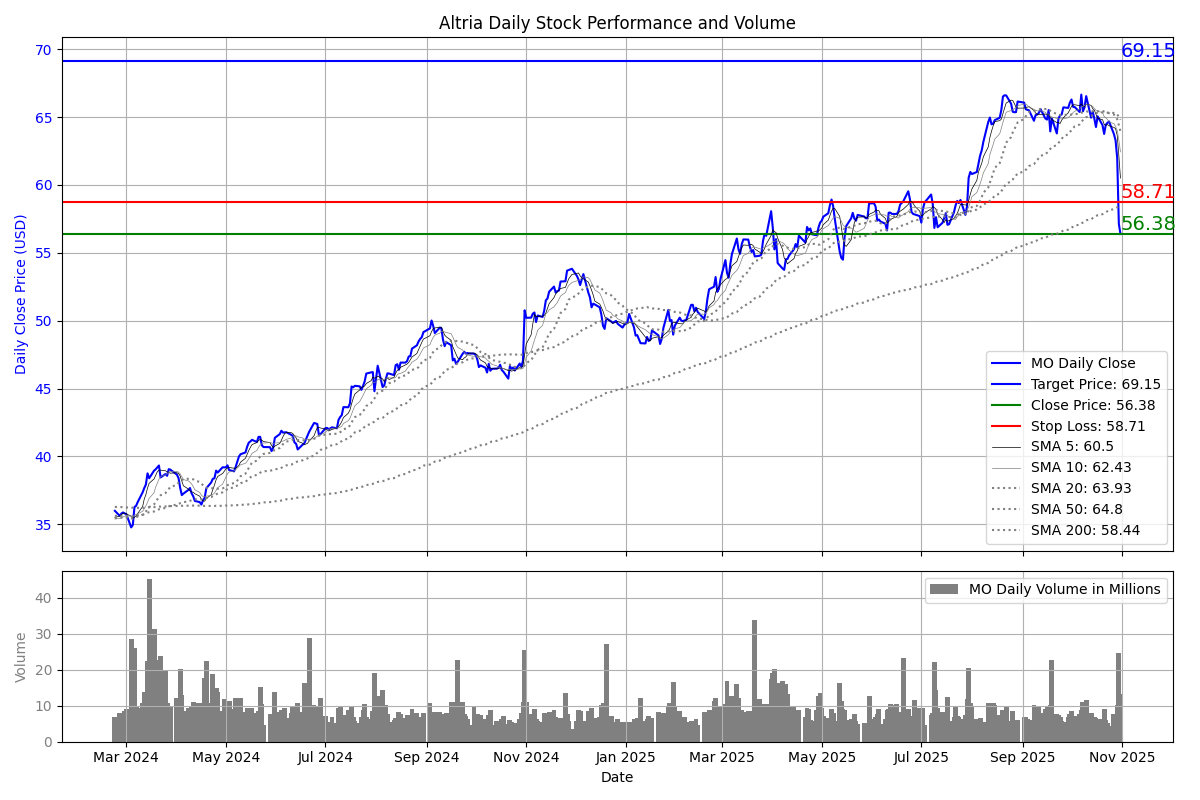 Altria Daily Stock Performance and Volume
Daily Close Price (USD)
70
65
60
55
50
45
40
35
69.15
58.71
56.38
MO Daily Close
Target Price: 69.15
Close Price: 56.38
Stop Loss: 58.71
SMA 5: 60.5
SMA 10: 62.43
SMA 20: 63.93
SMA 50: 64.8
SMA 200: 58.44
Volume
40
30
20
10
0
MO Daily Volume in Millions
Mar 2024
May 2024
Jul 2024
Sep 2024
Nov 2024
Jan 2025
Mar 2025
May 2025
Jul 2025
Sep 2025
Nov 2025
Date